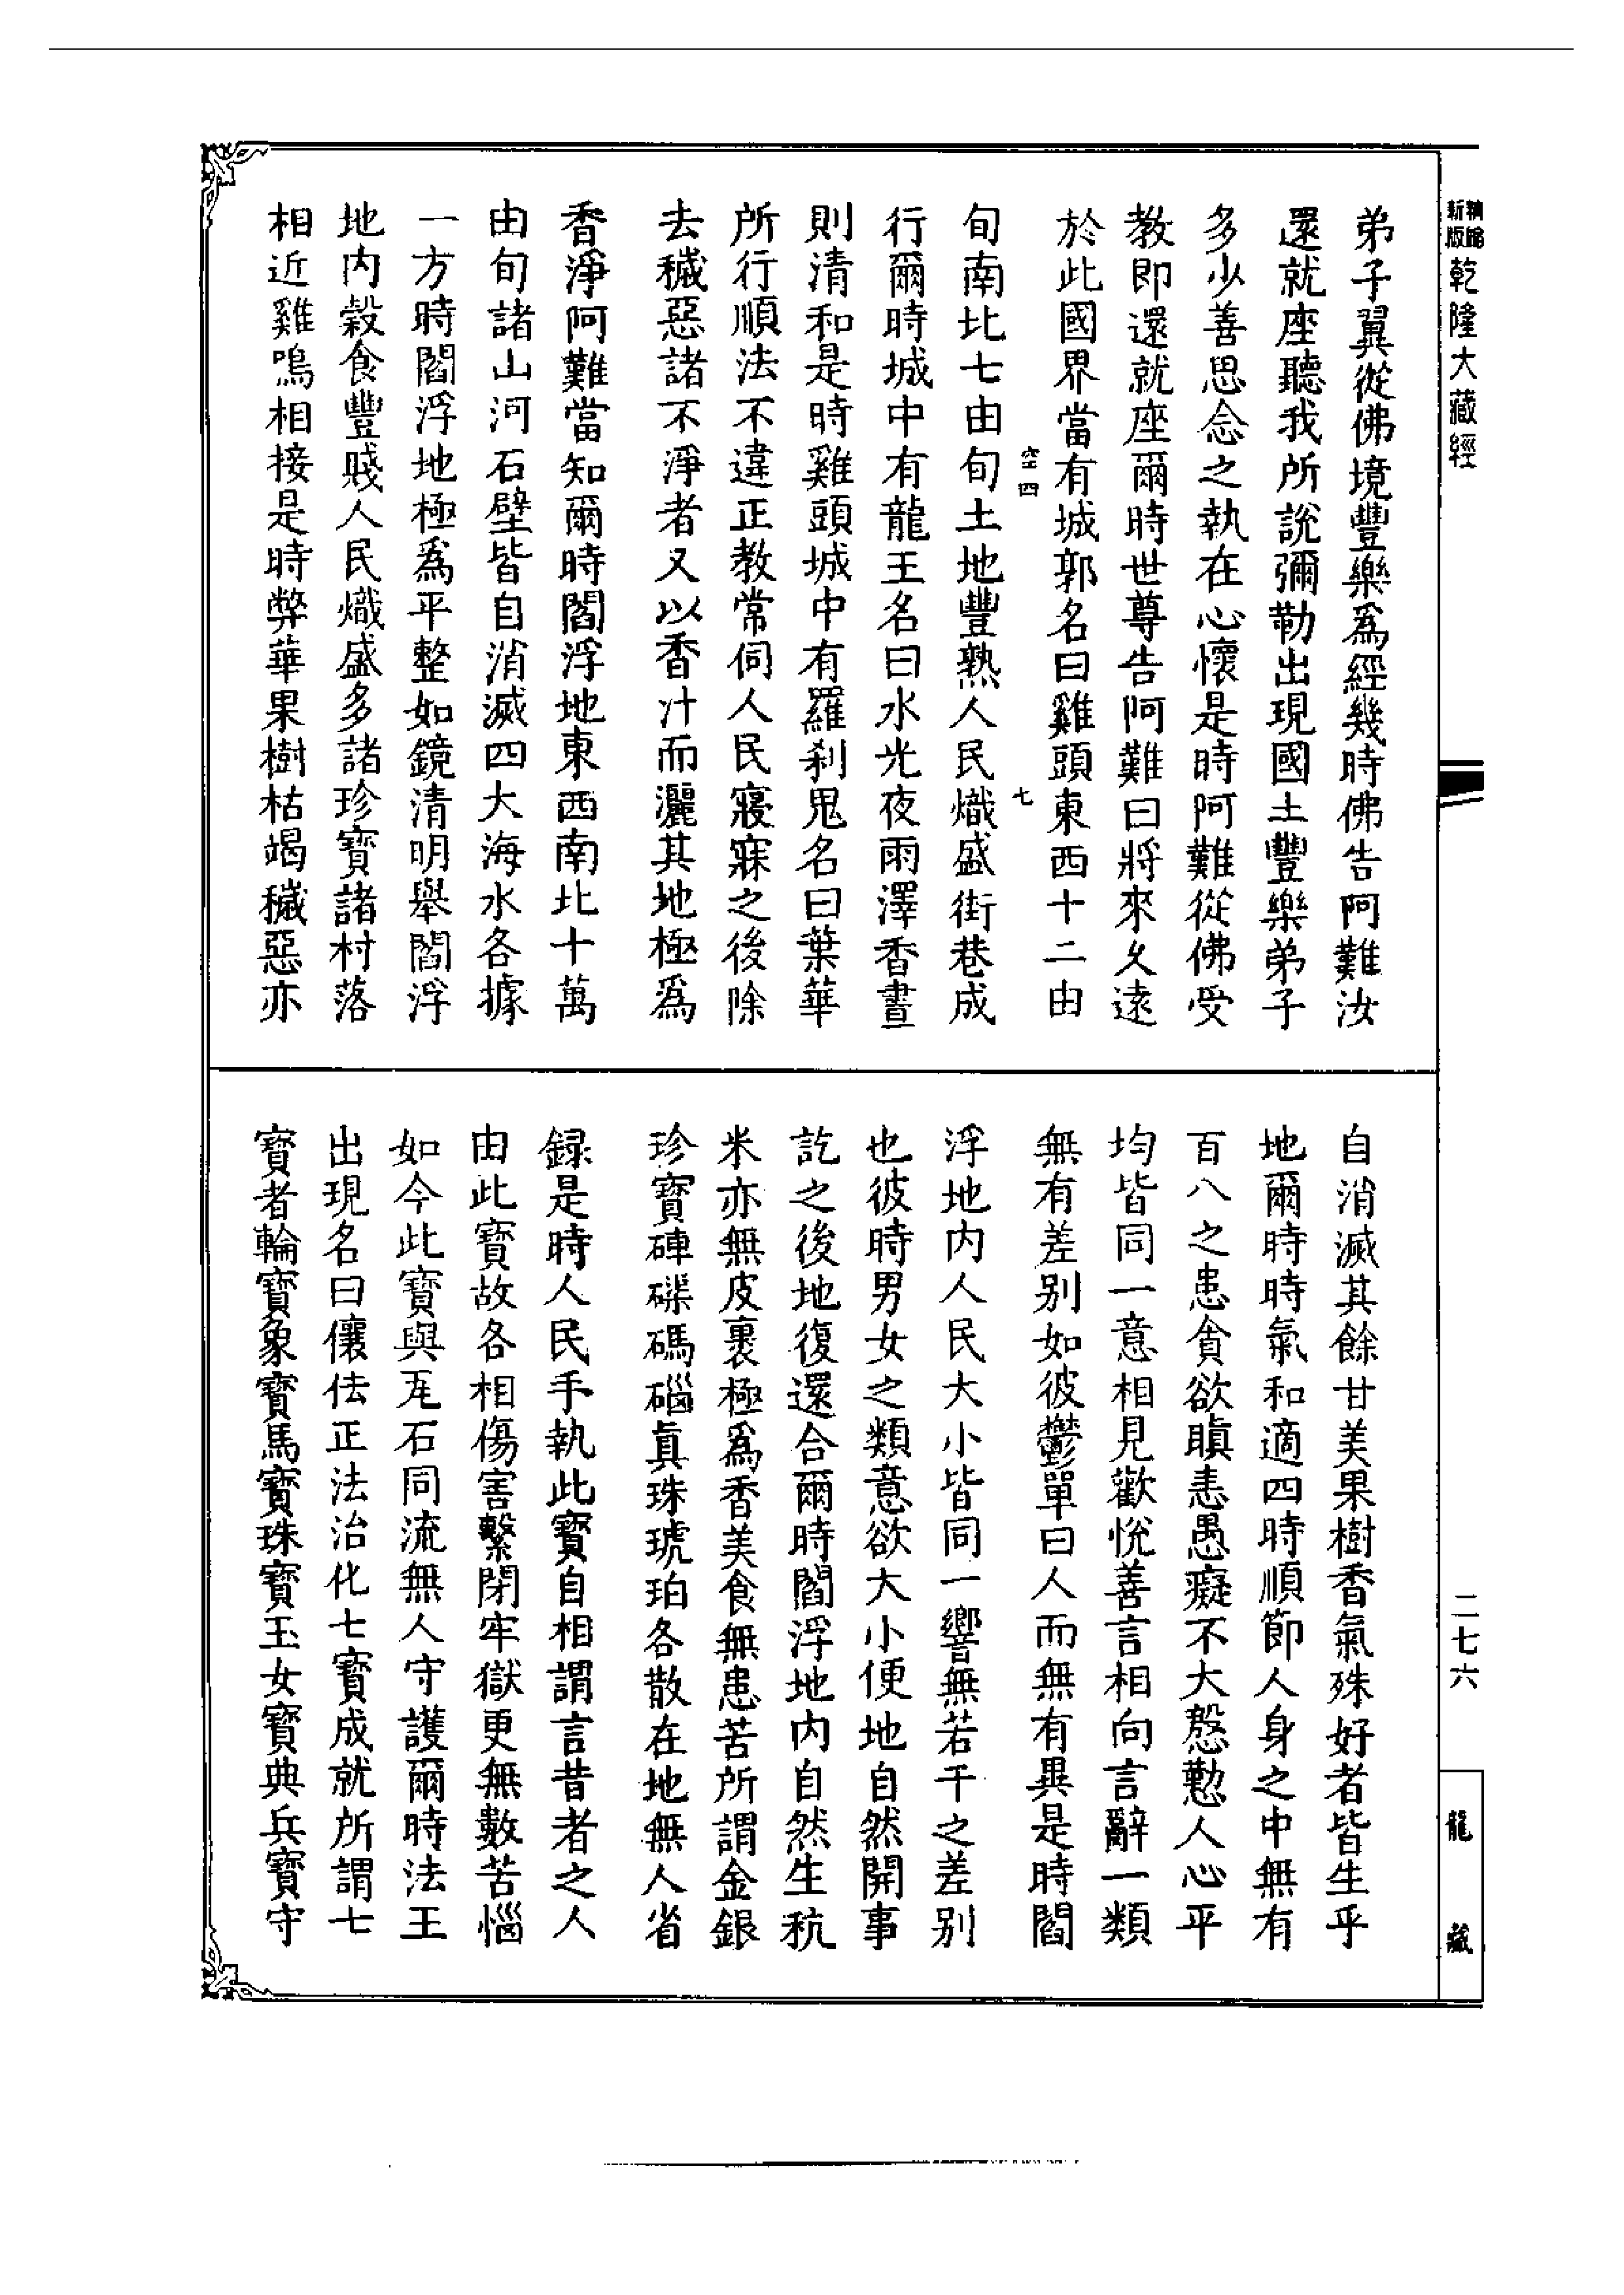 新編
新版
乾隆大藏經
弟子翼從佛境豐樂爲經幾時佛告阿難汝
還就座聽我所說彌勒出現國土豐樂弟子
多少善思念之執在心懷是時阿難從佛受
教即還就座爾時世尊告阿難曰將來久遠
於此國界當有城郭名曰雞頭東西十二由
空四
七
旬南北七由旬土地豐熟人民熾盛街巷成
行爾時城中有龍王名曰水光夜雨澤香晝
則清和是時雞頭城中有羅刹鬼名曰葉華
所行順法不違正教常伺人民寢寐之後除
去穢惡諸不淨者又以香汁而灑其地極爲
香淨阿難當知爾時閻浮地東西南北十萬
由旬諸山河石壁皆自消滅四大海水各據
一方時閻浮地極爲平整如鏡清明舉閻浮
地內穀食豐賤人民熾盛多諸珍寶諸村落
相近雞鳴相接是時弊華果樹枯竭穢惡亦
自消滅其餘甘美果樹香氣殊好者皆生乎
地爾時時氣和適四時順節人身之中無有
百八之患貪欲瞋恚愚癡不大慇懃人心平
均皆同一意相見歡悅善言相向言辭一類
無有差別如彼鬱單曰人而無有異是時閻
浮地內人民大小皆同一響無若干之差別
也彼時男女之類意欲大小便地自然開事
訖之後地復還合爾時閻浮地內自然生秔
米亦無皮裹極爲香美食無患苦所謂金銀
珍寶硨磲碼碯真珠琥珀各散在地無人省
錄是時人民手執此寶自相謂言昔者之人
由此寶故各相傷害繫閉牢獄更無數苦惱
如今此寶與瓦石同流無人守護爾時法王
出現名曰儴佉正法治化七寶成就所謂七
寶者輪寶象寶馬寶珠寶玉女寶典兵寶守
二七六
龍藏